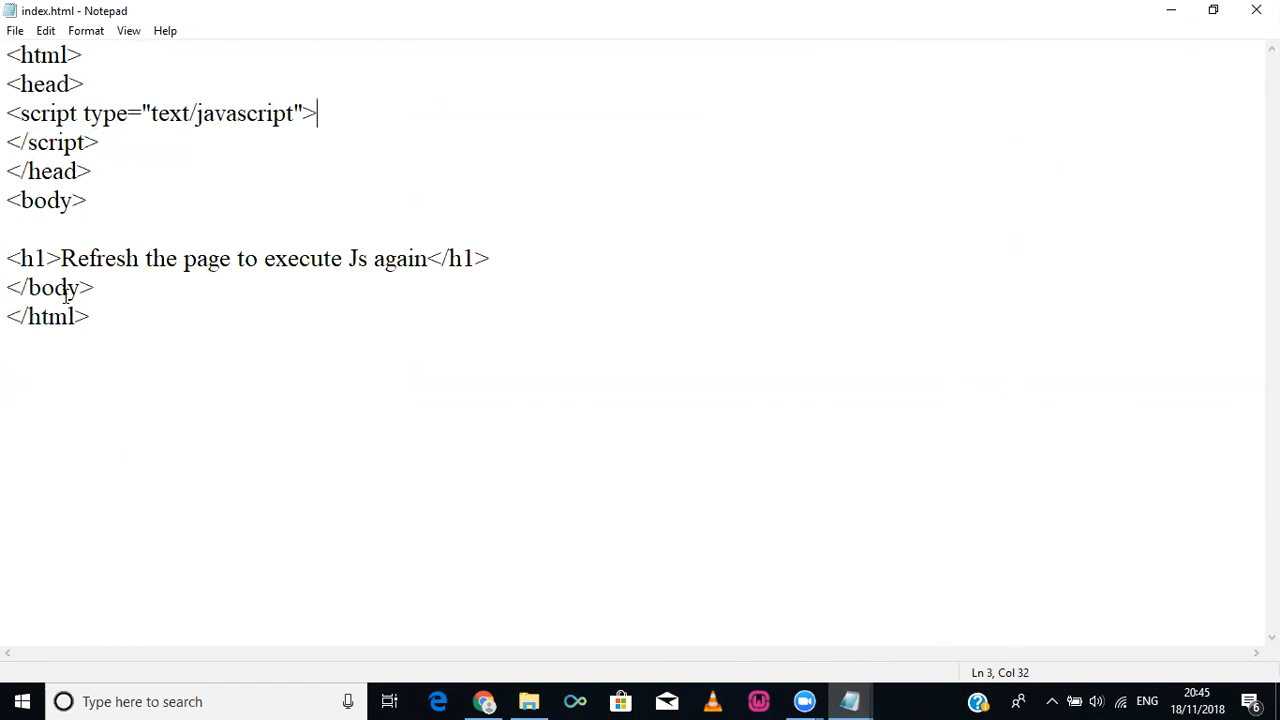 index.html - Notepad
File Edit Format View Help
<html>
<head>
<script type="text/javascript">
</script>
</head>
<body>
<h1>Refresh the page to execute Js again</h1>
</body>
</html>
Ln 3, Col 32
Type here to search
ENG
20:45
18/11/2018
6